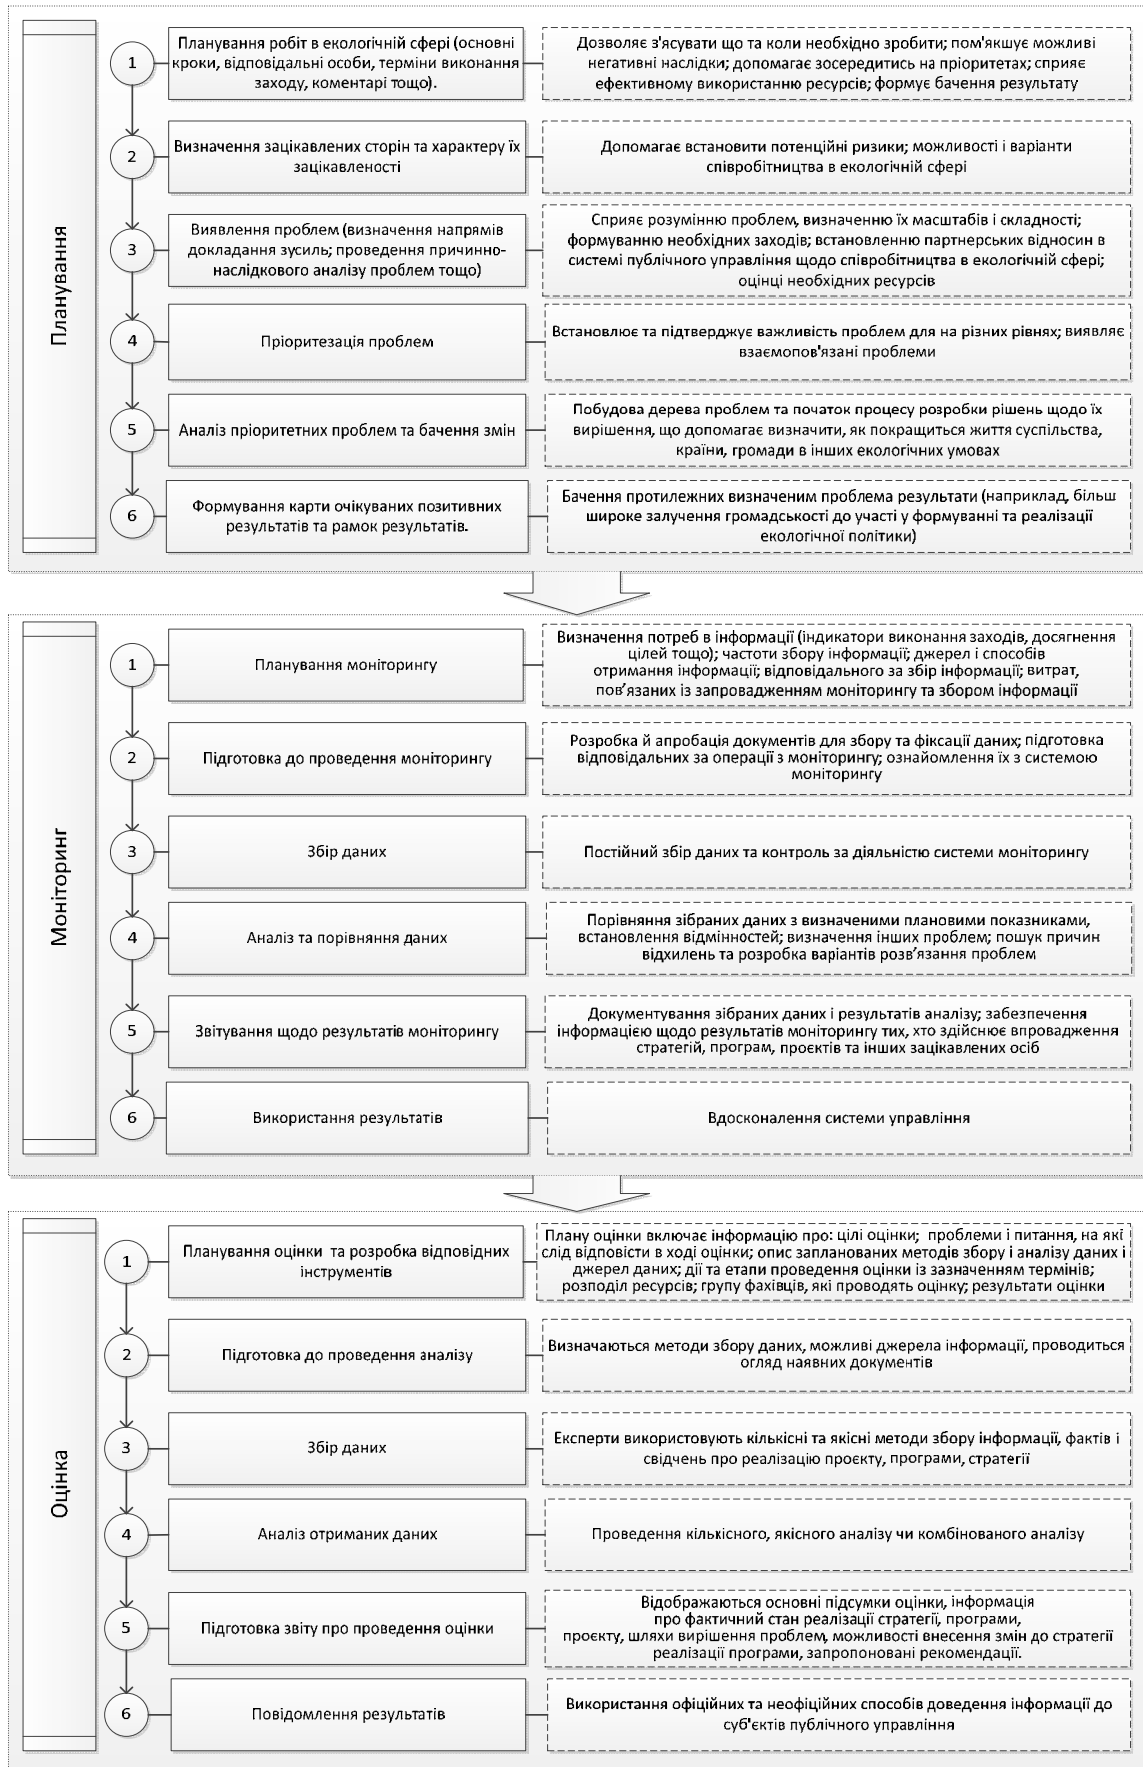 Планування
1
Планування робіт в екологічній сфері (основні
кроки, відповідальні особи, терміни виконання
заходу, коментарі тощо).
Дозволяє з'ясувати що та коли необхідно зробити; пом'якшує можливі
негативні наслідки; допомагає зосередитись на пріоритетах; сприяє
ефективному використанню ресурсів; формує бачення результату
2
Визначення зацікавлених сторін та характеру їх
зацікавленості
Допомагає встановити потенційні ризики; можливості і варіанти
співробітництва в екологічній сфері
3
Виявлення проблем (визначення напрямів
докладання зусиль; проведення причинно-
наслідкового аналізу проблем тощо)
Сприяє розумінню проблем, визначенню їх масштабів і складності;
формуванню необхідних заходів; встановленню партнерських відносин в
системі публічного управління щодо співробітництва в екологічній сфері;
оцінці необхідних ресурсів
4
Пріоритезація проблем
Встановлює та підтверджує важливість проблем для на різних рівнях; виявляє
взаємопов'язані проблеми
5
Аналіз пріоритетних проблем та бачення змін
Побудова дерева проблем та початок процесу розробки рішень щодо їх
вирішення, що допомагає визначити, як покращиться життя суспільства,
країни, громади в інших екологічних умовах
6
Формування карти очікуваних позитивних
результатів та рамок результатів.
Бачення протилежних визначеним проблема результати (наприклад, більш
широке залучення громадськості до участі у формуванні та реалізації
екологічної політики)
Моніторинг
1
Планування моніторингу
Визначення потреб в інформації (індикатори виконання заходів, досягнення
цілей тощо); частоти збору інформації; джерел і способів
отримання інформації; відповідального за збір інформації; витрат,
пов’язаних із запровадженням моніторингу та збором інформації
2
Підготовка до проведення моніторингу
Розробка й апробація документів для збору та фіксації даних; підготовка
відповідальних за операції з моніторингу; ознайомлення їх з системою
моніторингу
3
Збір даних
Постійний збір даних та контроль за діяльністю системи моніторингу
4
Аналіз та порівняння даних
Порівняння зібраних даних з визначеними плановими показниками,
встановлення відмінностей; визначення інших проблем; пошук причин
відхилень та розробка варіантів розв’язання проблем
5
Звітування щодо результатів моніторингу
Документування зібраних даних і результатів аналізу; забезпечення
інформацією щодо результатів моніторингу тих, хто здійснює впровадження
стратегій, програм, проєктів та інших зацікавлених осіб
6
Використання результатів
Вдосконалення системи управління
Оцінка
1
Планування оцінки та розробка відповідних
інструментів
Плану оцінки включає інформацію про: цілі оцінки; проблеми і питання, на які
слід відповісти в ході оцінки; опис запланованих методів збору і аналізу даних і
джерел даних; дії та етапи проведення оцінки із зазначенням термінів;
розподіл ресурсів; групу фахівців, які проводять оцінку; результати оцінки
2
Підготовка до проведення аналізу
Визначаються методи збору даних, можливі джерела інформації, проводиться
огляд наявних документів
3
Збір даних
Експерти використовують кількісні та якісні методи збору інформації, фактів і
свідчень про реалізацію проєкту, програми, стратегії
4
Аналіз отриманих даних
Проведення кількісного, якісного аналізу чи комбінованого аналізу
5
Підготовка звіту про проведення оцінки
Відображаються основні підсумки оцінки, інформація
про фактичний стан реалізації стратегії, програми,
проєкту, шляхи вирішення проблем, можливості внесення змін до стратегії
реалізації програми, запропоновані рекомендації.
6
Повідомлення результатів
Використання офіційних та неофіційних способів доведення інформації до
суб'єктів публічного управління